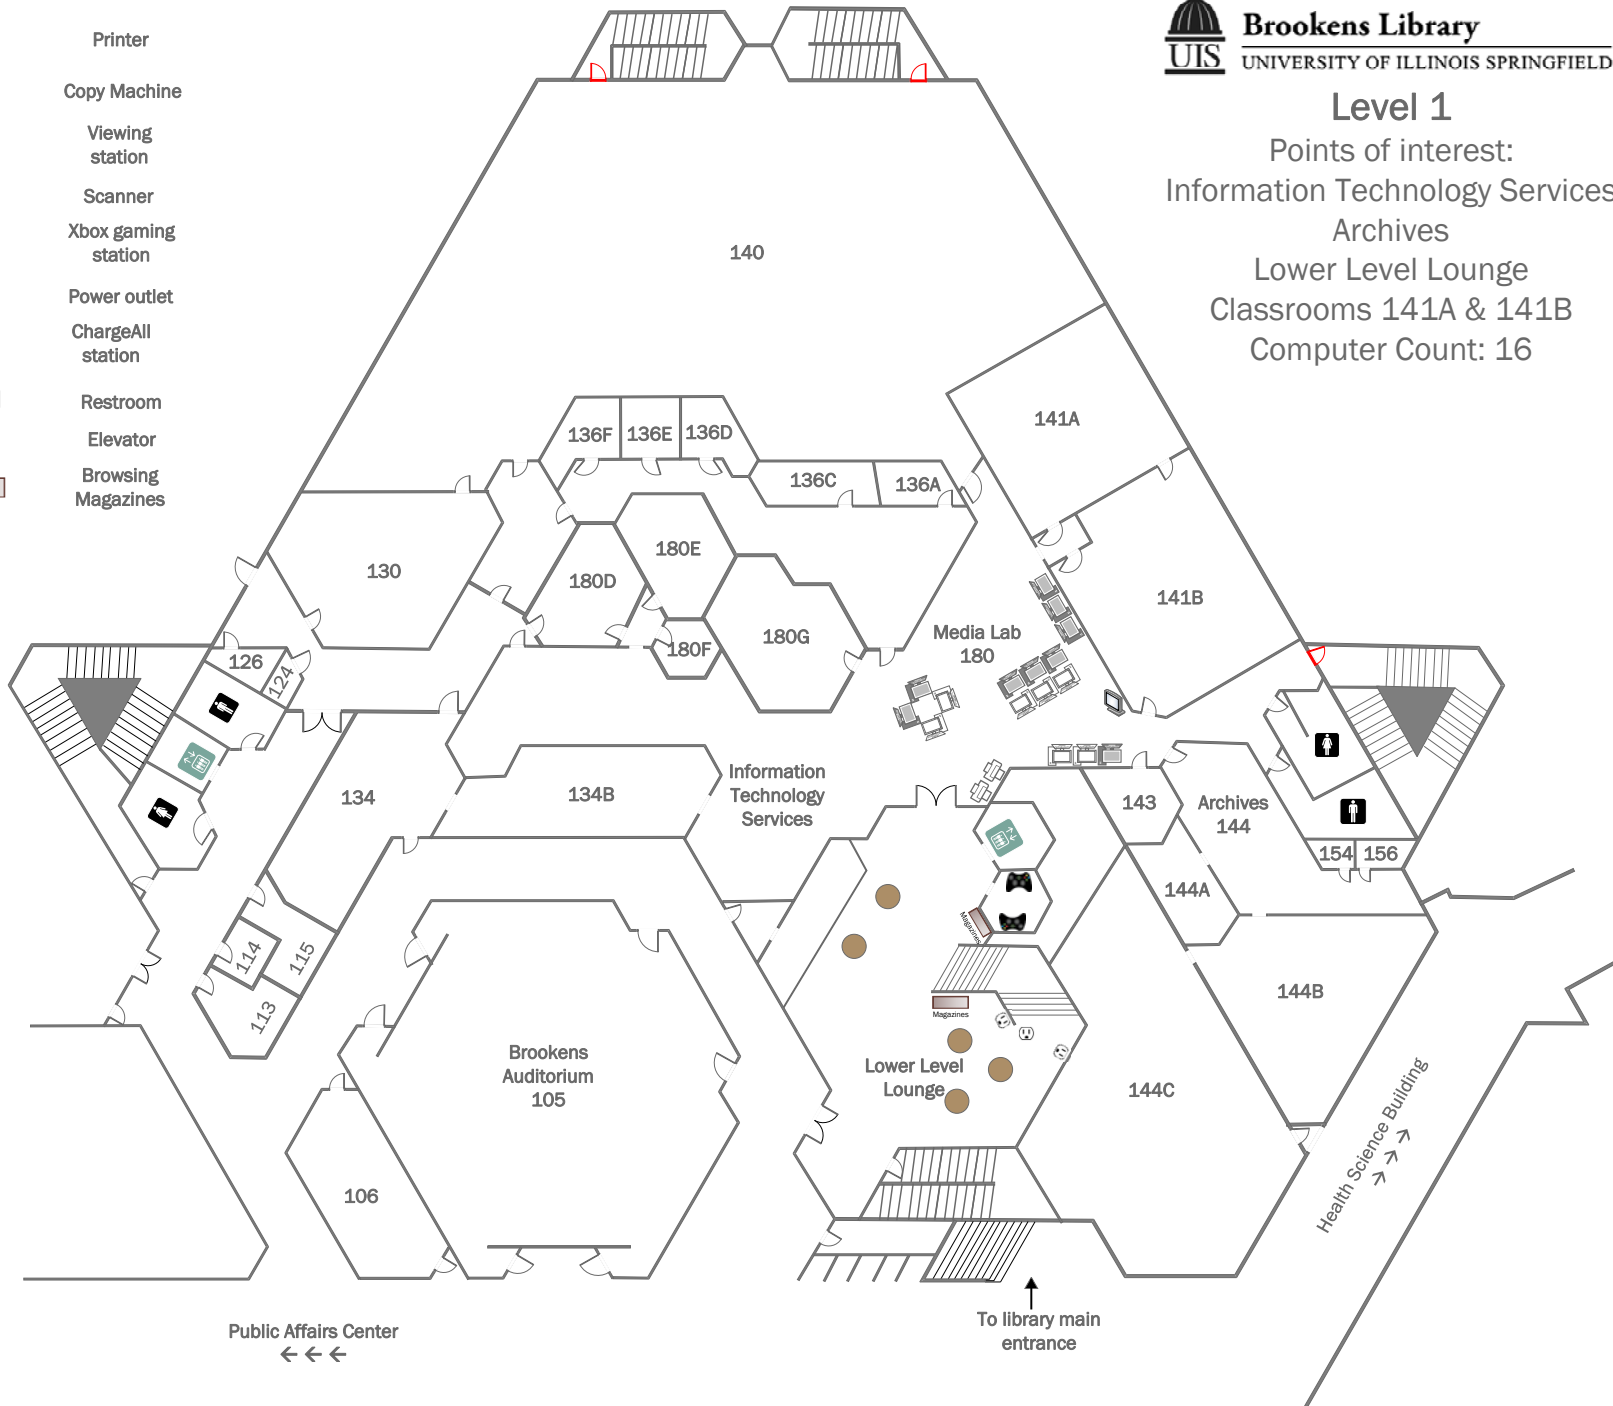 Printer
Copy Machine
Viewing
station
Scanner
Xbox gaming
station
Power outlet
ChargeAll
station
Restroom
Elevator
Browsing
Magazines
UIS
Brookens Library
UNIVERSITY OF ILLINOIS SPRINGFIELD
Level 1
Points of interest:
Information Technology Services
Archives
Lower Level Lounge
Classrooms 141A & 141B
Computer Count: 16
140
141A
136F
136E
136D
136C
136A
130
180E
180D
141B
180G
180F
Media Lab
180
126
124
134
134B
Information
Technology
Services
143
Archives
144
154
156
144A
114
115
113
Magazines
144B
Magazines
Brookens
Auditorium
105
Lower Level
Lounge
144C
106
Health Science Building
To library main
entrance
Public Affairs Center